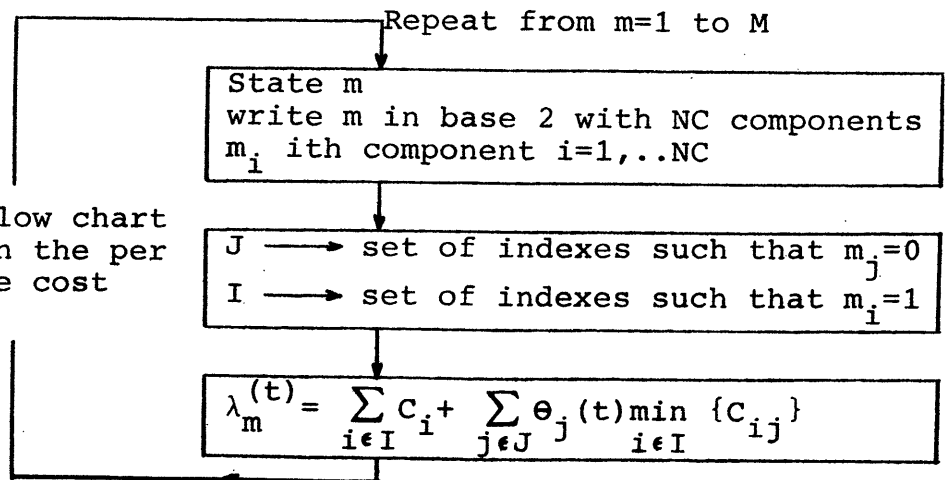 Repeat from m=1 to M
State m
write m in base 2 with NC components
m_i ith component i=1,..NC
low chart
n the per
e cost
J ⟶ set of indexes such that m_j=0
I ⟶ set of indexes such that m_i=1
λ_m^(t) = ∑_{i∈I} C_i + ∑_{j∈J} Θ_j(t) min_{i∈I} {C_ij}